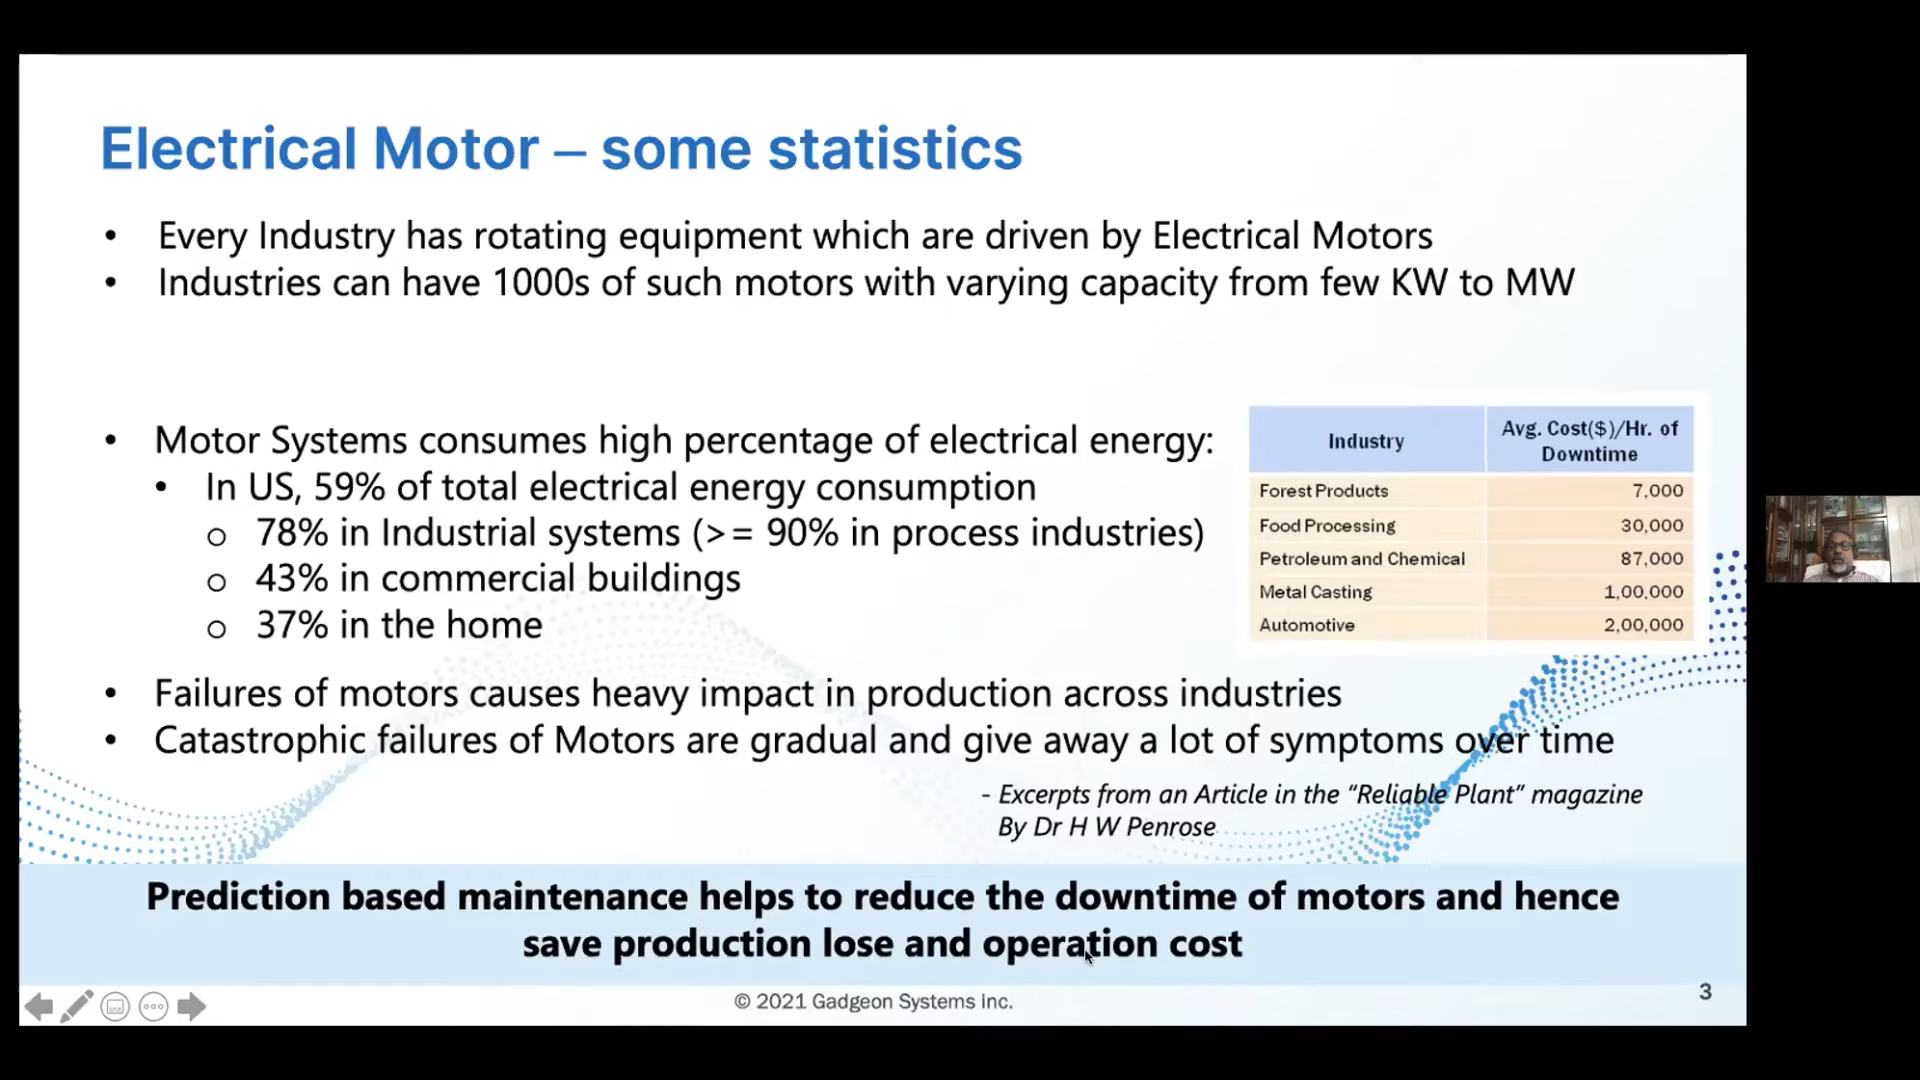 Electrical Motor – some statistics
• Every Industry has rotating equipment which are driven by Electrical Motors
• Industries can have 1000s of such motors with varying capacity from few KW to MW
• Motor Systems consumes high percentage of electrical energy:
• In US, 59% of total electrical energy consumption
o 78% in Industrial systems (>= 90% in process industries)
o 43% in commercial buildings
o 37% in the home
Industry Avg. Cost($)/Hr. of
Downtime
Forest Products 7,000
Food Processing 30,000
Petroleum and Chemical 87,000
Metal Casting 1,00,000
Automotive 2,00,000
• Failures of motors causes heavy impact in production across industries
• Catastrophic failures of Motors are gradual and give away a lot of symptoms over time
- Excerpts from an Article in the “Reliable Plant” magazine
By Dr H W Penrose
Prediction based maintenance helps to reduce the downtime of motors and hence
save production lose and operation cost
© 2021 Gadgeon Systems Inc.
3